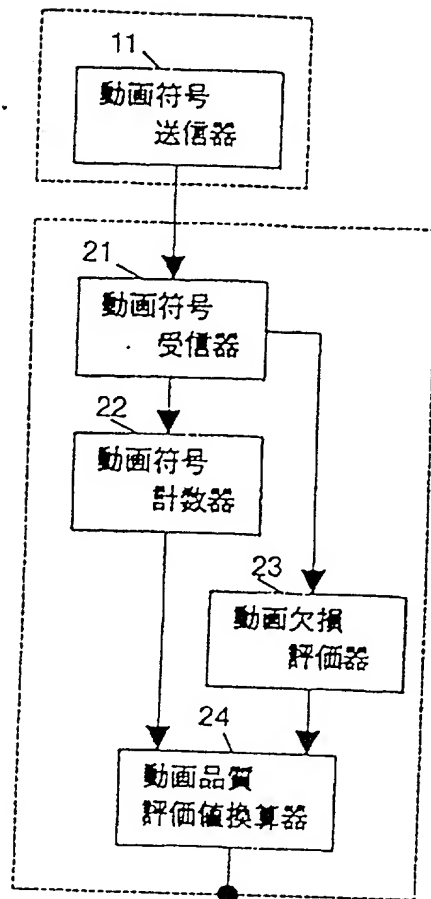 11
動画符号
送信器
21
動画符号
受信器
22
動画符号
計数器
23
動画欠損
評価器
24
動画品質
評価値換算器